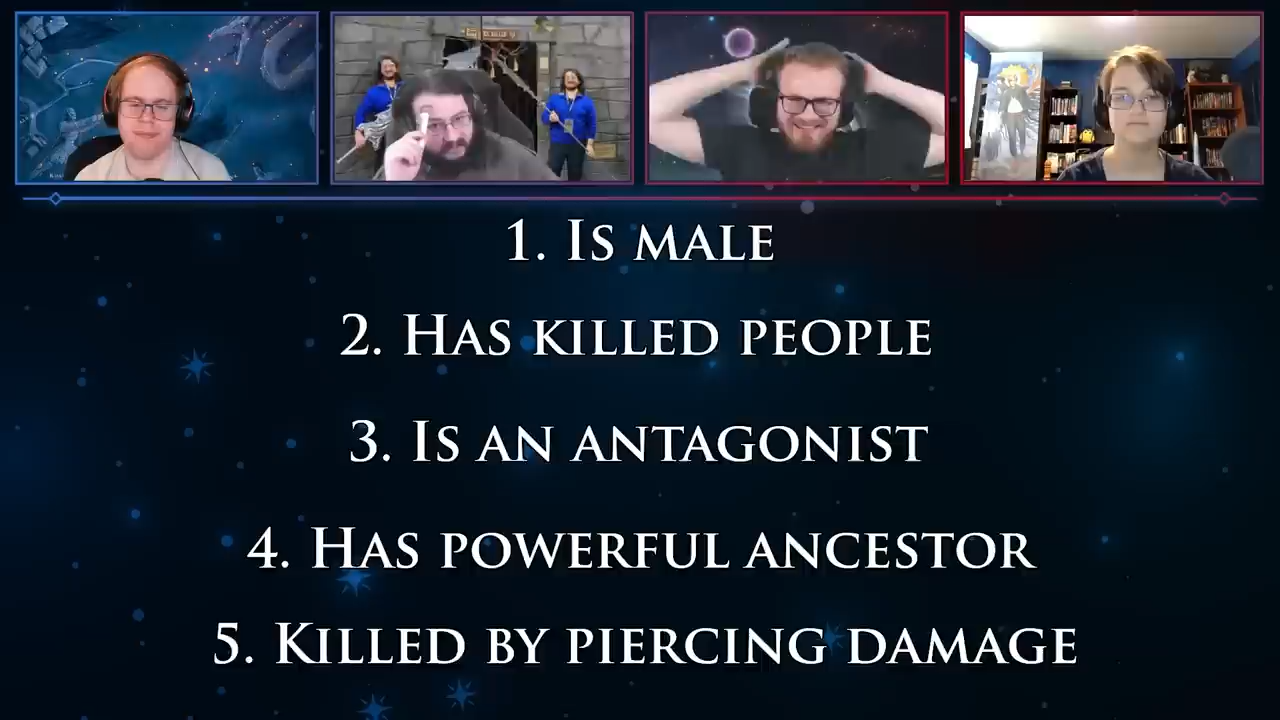 1. Is male
2. Has killed people
3. Is an antagonist
4. Has powerful ancestor
5. Killed by piercing damage